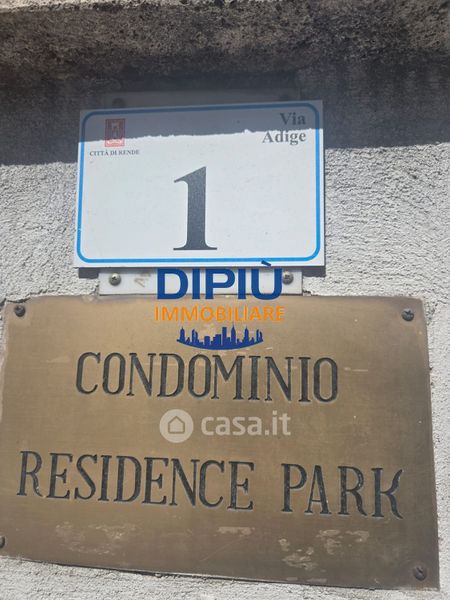 Via
Adige
CITTÀ DI RENDE
1
DIPIÙ
IMMOBILIARE
CONDOMINIO
casa.it
RESIDENCE PARK